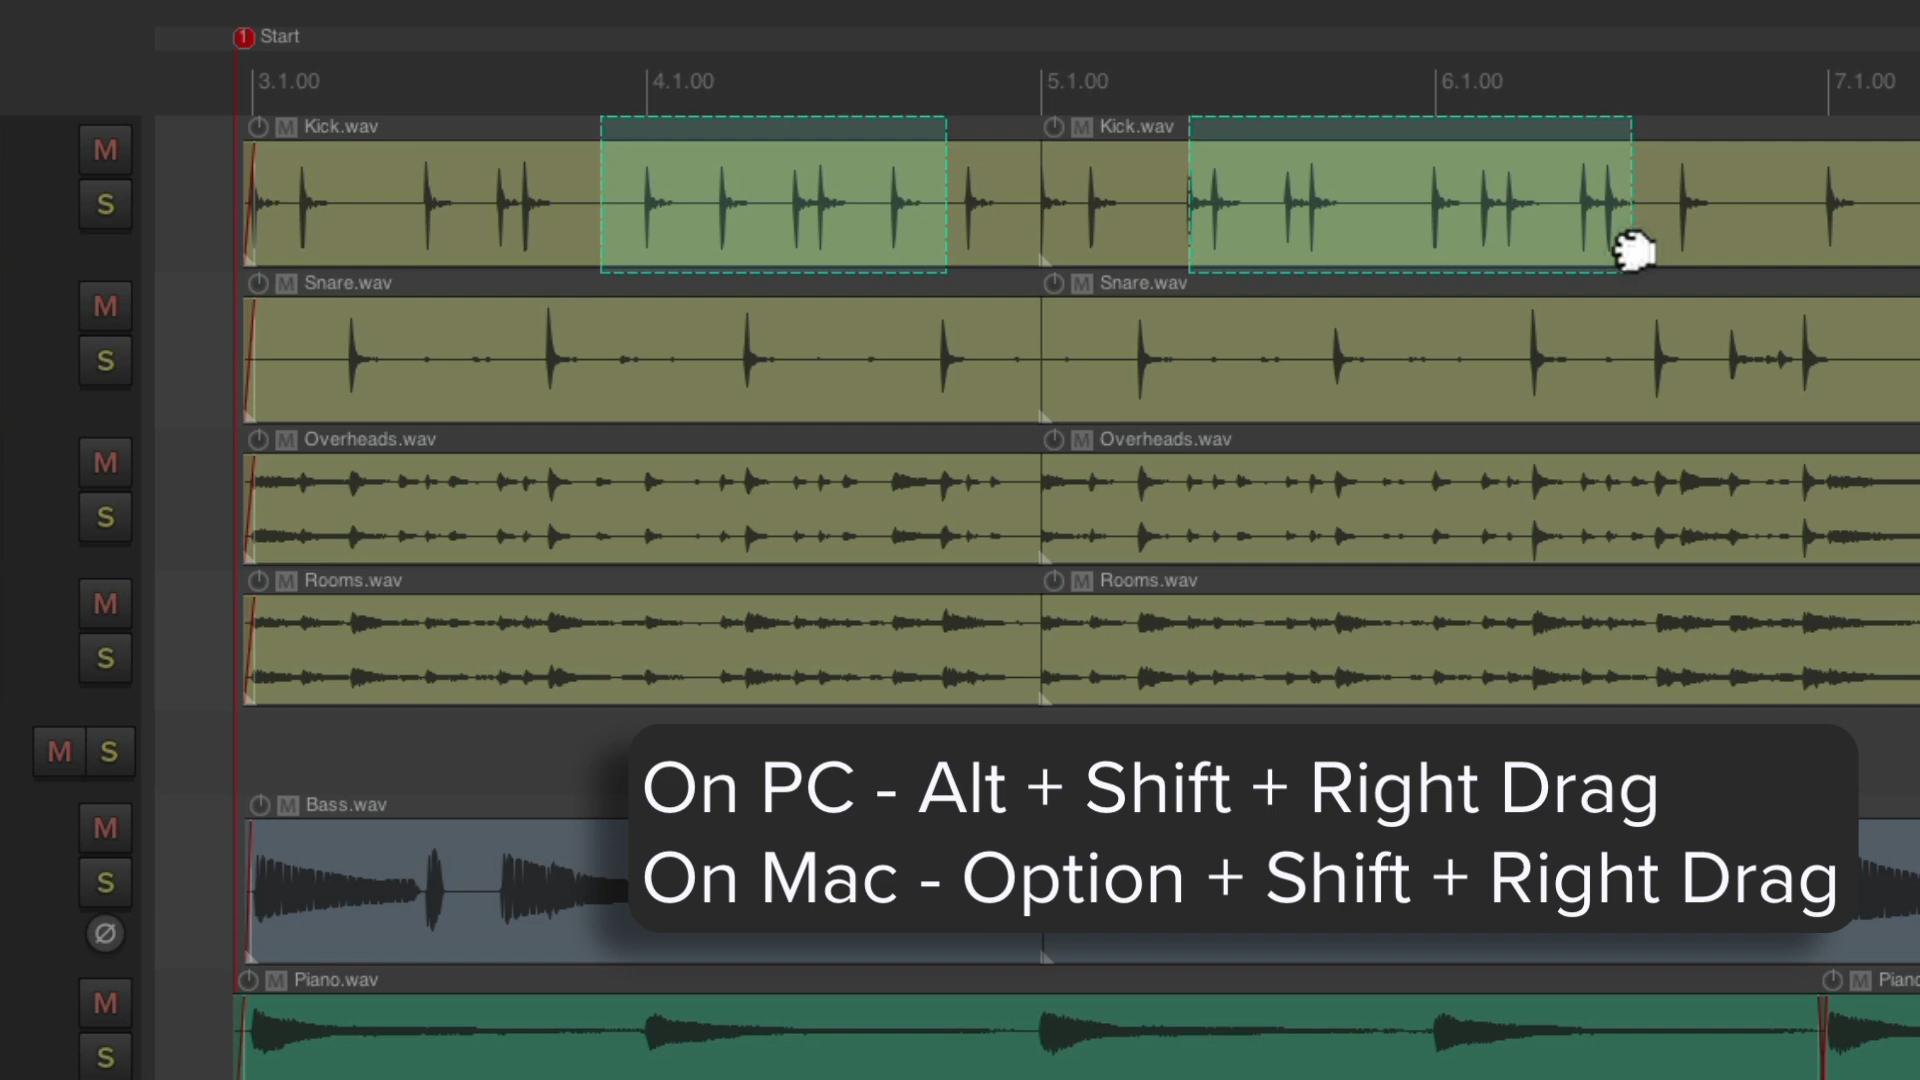 1 Start
3.1.00 4.1.00 5.1.00 6.1.00 7.1.00
M Kick.wav M Kick.wav
M
S
M Snare.wav M Snare.wav
M
S
M Overheads.wav M Overheads.wav
M
S
M Rooms.wav M Rooms.wav
M
S
M S
On PC - Alt + Shift + Right Drag
On Mac - Option + Shift + Right Drag
M Bass.wav
M
S
Ø
M Piano.wav M Piano
M
S